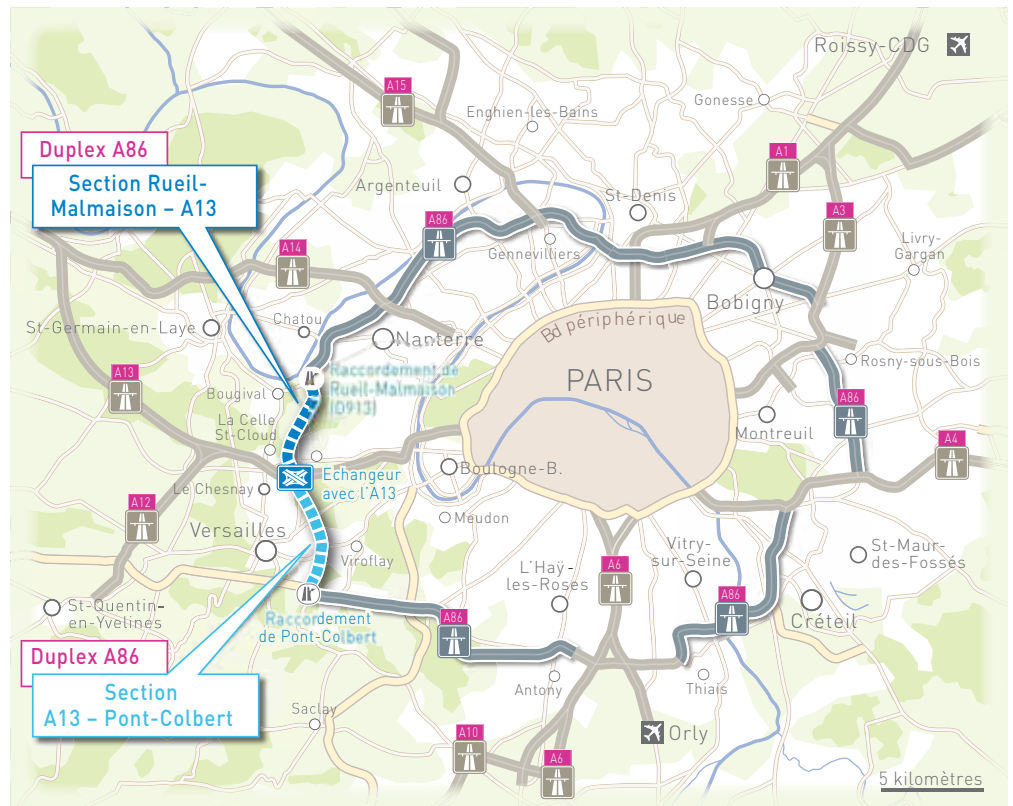 Roissy-CDG
A15
Gonesse
Enghien-les-Bains
Duplex A86
Section Rueil-
Malmaison – A13
A1
Argenteuil
St-Denis
A86
A3
A14
Gennevilliers
Livry-
Gargan
Bobigny
St-Germain-en-Laye
Chatou
Nanterre
Bd périphérique
Rosny-sous-Bois
A13
Raccordement de
Rueil-Malmaison
(D913)
PARIS
Bougival
A86
La Celle
St-Cloud
Montreuil
A4
Boulogne-B.
Echangeur
avec l'A13
Le Chesnay
A12
Meudon
Versailles
Viroflay
Vitry-
sur-Seine
St-Maur-
des-Fossés
A6
L'Haÿ-
les-Roses
A86
St-Quentin-
en-Yvelines
Raccordement
de Pont-Colbert
A86
Créteil
Duplex A86
Section
A13 – Pont-Colbert
Antony
Thiais
Saclay
Orly
A10
A6
5 kilomètres